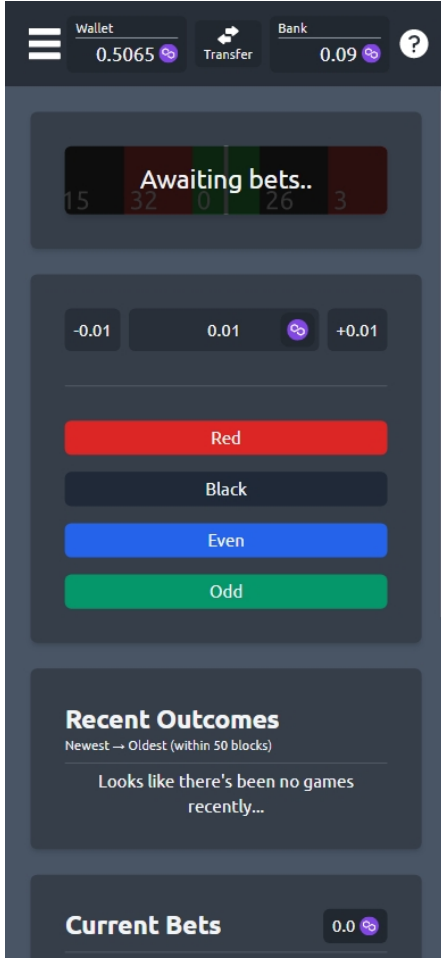 Wallet
0.5065
Transfer
Bank
0.09
?
Awaiting bets..
15 32 0 26 3
-0.01 0.01 +0.01
Red
Black
Even
Odd
Recent Outcomes
Newest → Oldest (within 50 blocks)
Looks like there's been no games
recently...
Current Bets 0.0